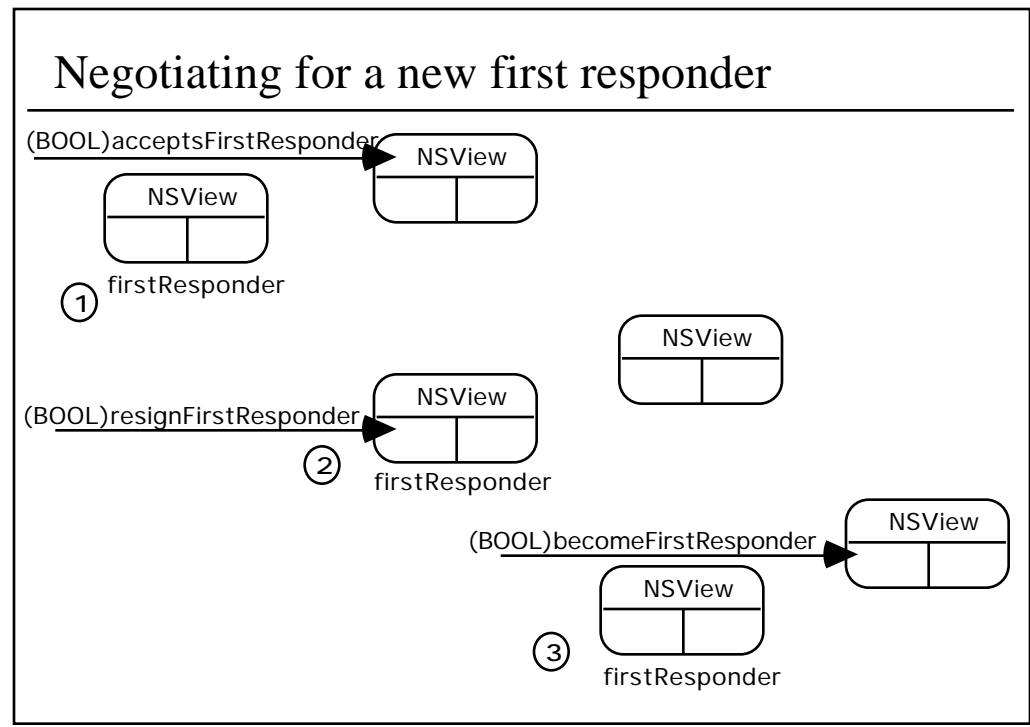 Negotiating for a new first responder
(BOOL)acceptsFirstResponder
NSView
NSView
firstResponder
1
NSView
NSView
(BOOL)resignFirstResponder
2
firstResponder
NSView
(BOOL)becomeFirstResponder
NSView
3
firstResponder